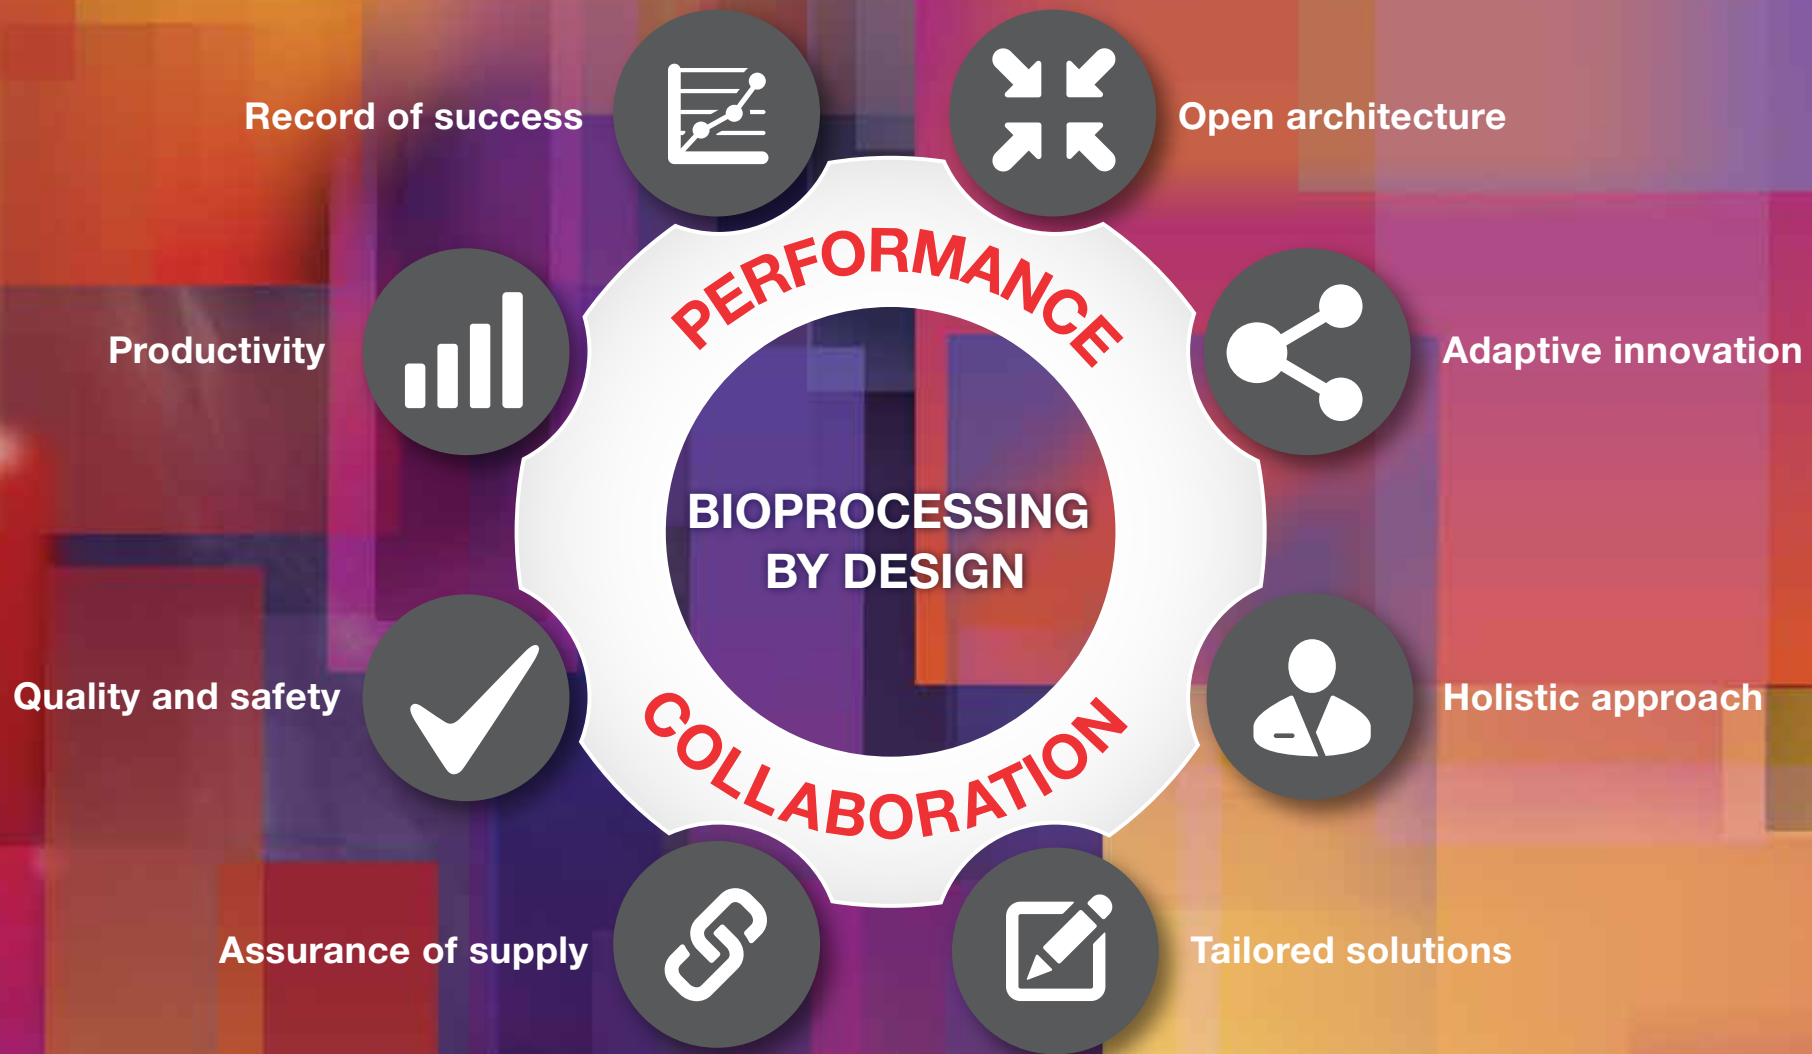 Record of success
Open architecture
PERFORMANCE
Productivity
Adaptive innovation
BIOPROCESSING
BY DESIGN
Quality and safety
Holistic approach
COLLABORATION
Assurance of supply
Tailored solutions